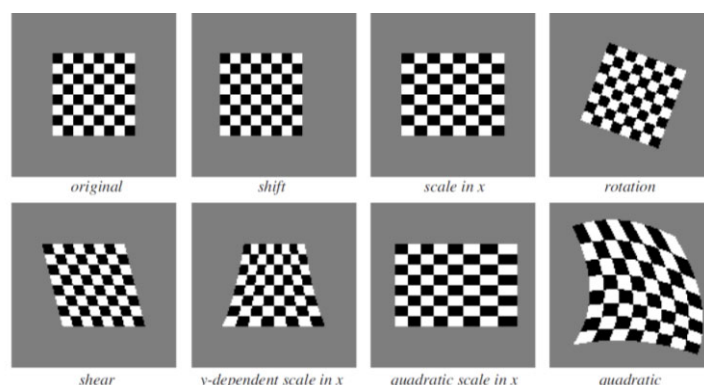 original
shift
scale in x
rotation
shear
y-dependent scale in x
quadratic scale in x
quadratic